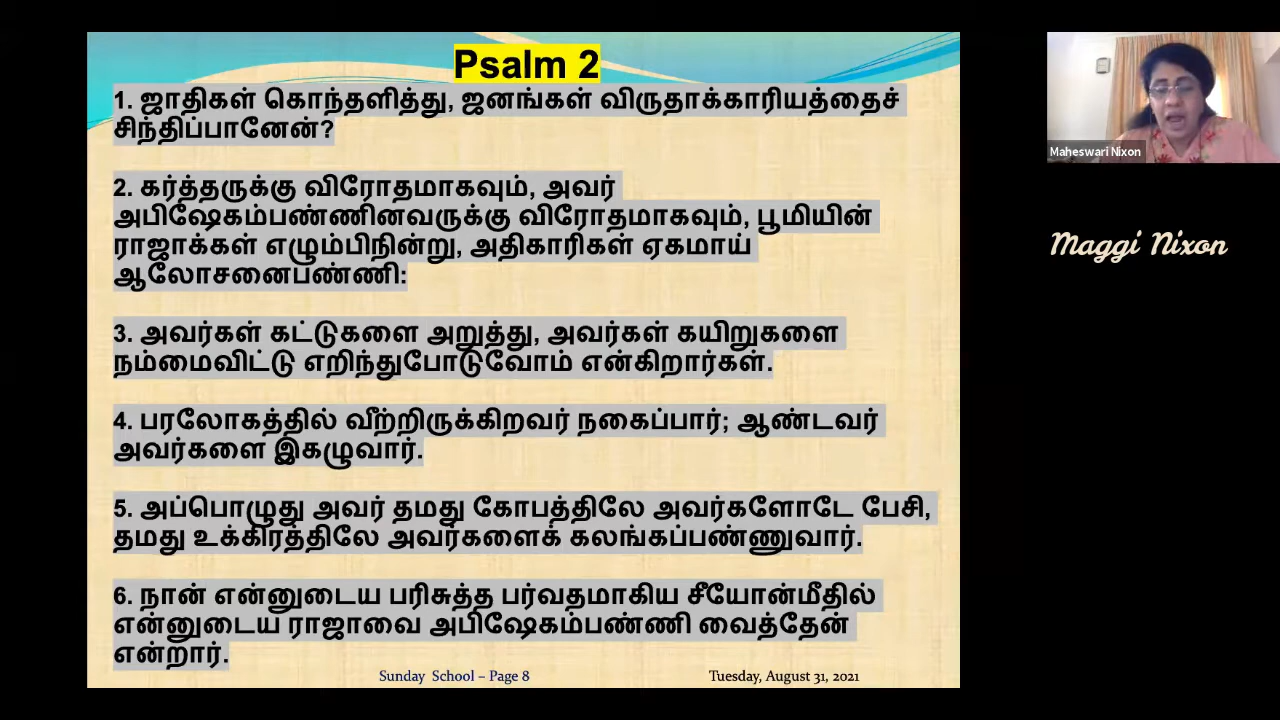 Psalm 2
1. ஜாதிகள் கொந்தளித்து, ஜனங்கள் விருதாக்காரியத்தைச்
சிந்திப்பானேன்?
2. கர்த்தருக்கு விரோதமாகவும், அவர்
அபிஷேகம்பண்ணினவருக்கு விரோதமாகவும், பூமியின்
ராஜாக்கள் எழும்பிநின்று, அதிகாரிகள் ஏகமாய்
ஆலோசனைபண்ணி:
3. அவர்கள் கட்டுகளை அறுத்து, அவர்கள் கயிறுகளை
நம்மைவிட்டு எறிந்துபோடுவோம் என்கிறார்கள்.
4. பரலோகத்தில் வீற்றிருக்கிறவர் நகைப்பார்; ஆண்டவர்
அவர்களை இகழுவார்.
5. அப்பொழுது அவர் தமது கோபத்திலே அவர்களோடே பேசி,
தமது உக்கிரத்திலே அவர்களைக் கலங்கப்பண்ணுவார்.
6. நான் என்னுடைய பரிசுத்த பர்வதமாகிய சீயோன்மீதில்
என்னுடைய ராஜாவை அபிஷேகம்பண்ணி வைத்தேன்
என்றார்.
Sunday School – Page 8
Tuesday, August 31, 2021
Maheswari Nixon
Maggi Nixon